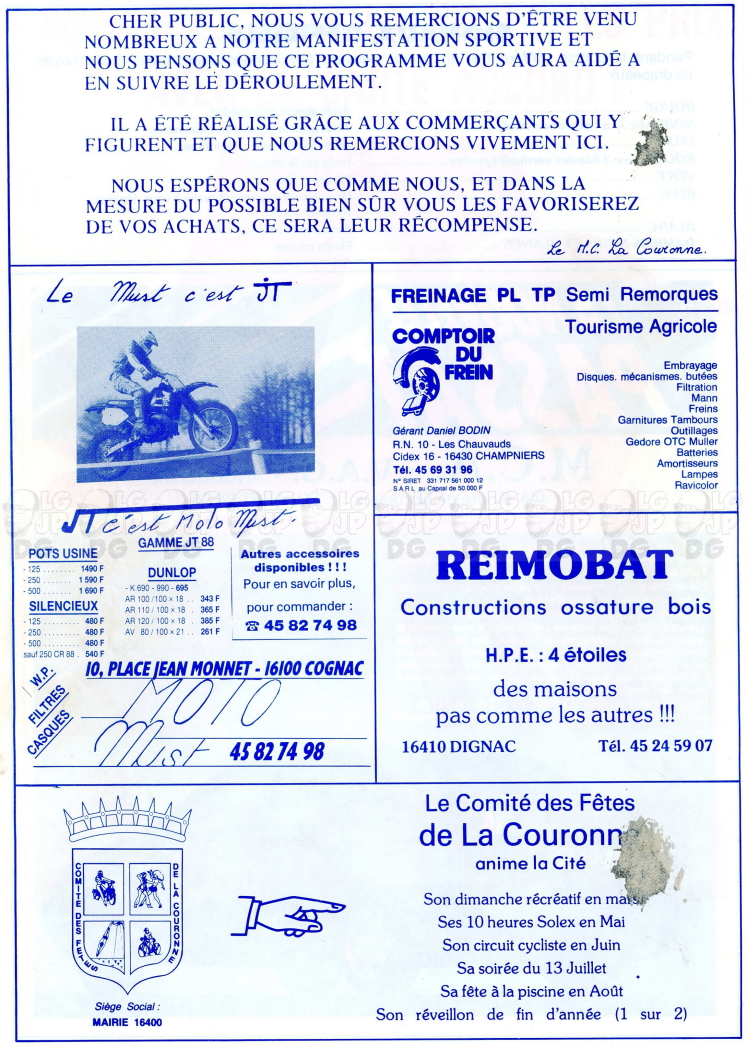 CHER PUBLIC, NOUS VOUS REMERCIONS D'ÊTRE VENU
NOMBREUX A NOTRE MANIFESTATION SPORTIVE ET
NOUS PENSONS QUE CE PROGRAMME VOUS AURA AIDÉ A
EN SUIVRE LE DÉROULEMENT.
IL A ÉTÉ RÉALISÉ GRÂCE AUX COMMERÇANTS QUI Y
FIGURENT ET QUE NOUS REMERCIONS VIVEMENT ICI.
NOUS ESPÉRONS QUE COMME NOUS, ET DANS LA
MESURE DU POSSIBLE BIEN SÛR VOUS LES FAVORISEREZ
DE VOS ACHATS, CE SERA LEUR RÉCOMPENSE.
Le M.C. La Couronne.
Le Must c'est JT
JT c'est Moto Mist.
GAMME JT 88
POTS USINE
- 125 ........ 1490 F
- 250 ........ 1 590 F
- 500 ........ 1 690 F
SILENCIEUX
- 125 ......... 480 F
- 250 ......... 480 F
- 500 ......... 480 F
sauf 250 CR 88 . 540 F
DUNLOP
- K 690 - 990 - 695
AR 100 / 100 × 18 .. 343 F
AR 110 / 100 × 18 . 365 F
AR 120 / 100 × 18 . 385 F
AV 80 / 100 × 21 .. 261 F
Autres accessoires
disponibles ! ! !
Pour en savoir plus,
pour commander :
☎ 45 82 74 98
10, PLACE JEAN MONNET - 16100 COGNAC
W.P.
FILTRES
CASQUES
MOTO
Mist 45 82 74 98
FREINAGE PL TP Semi Remorques
Tourisme Agricole
COMPTOIR
DU
FREIN
Gérant Daniel BODIN
R.N. 10 - Les Chauvauds
Cidex 16 - 16430 CHAMPNIERS
Tél. 45 69 31 96
N° SIRET 331 717 561 000 12
S A R L au Capital de 50 000 F
Embrayage
Disques. mécanismes. butées
Filtration
Mann
Freins
Garnitures Tambours
Outillages
Gedore OTC Muller
Batteries
Amortisseurs
Lampes
Ravicolor
REIMOBAT
Constructions ossature bois
H.P.E. : 4 étoiles
des maisons
pas comme les autres !!!
16410 DIGNAC Tél. 45 24 59 07
COMITE DES FETES
DE LA COURONNE
Siège Social :
MAIRIE 16400
Le Comité des Fêtes
de La Couronne
anime la Cité
Son dimanche récréatif en mars
Ses 10 heures Solex en Mai
Son circuit cycliste en Juin
Sa soirée du 13 Juillet
Sa fête à la piscine en Août
Son réveillon de fin d'année (1 sur 2)